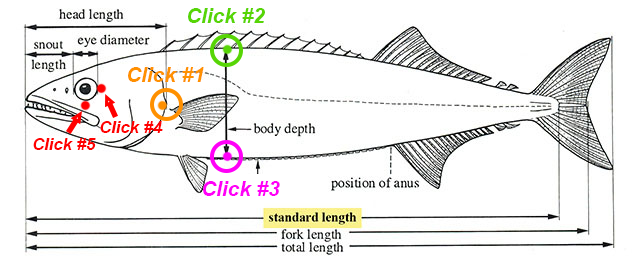 head length
Click #2
snout
length
eye diameter
Click #1
Click #4
Click #5
body depth
Click #3
position of anus
standard length
fork length
total length